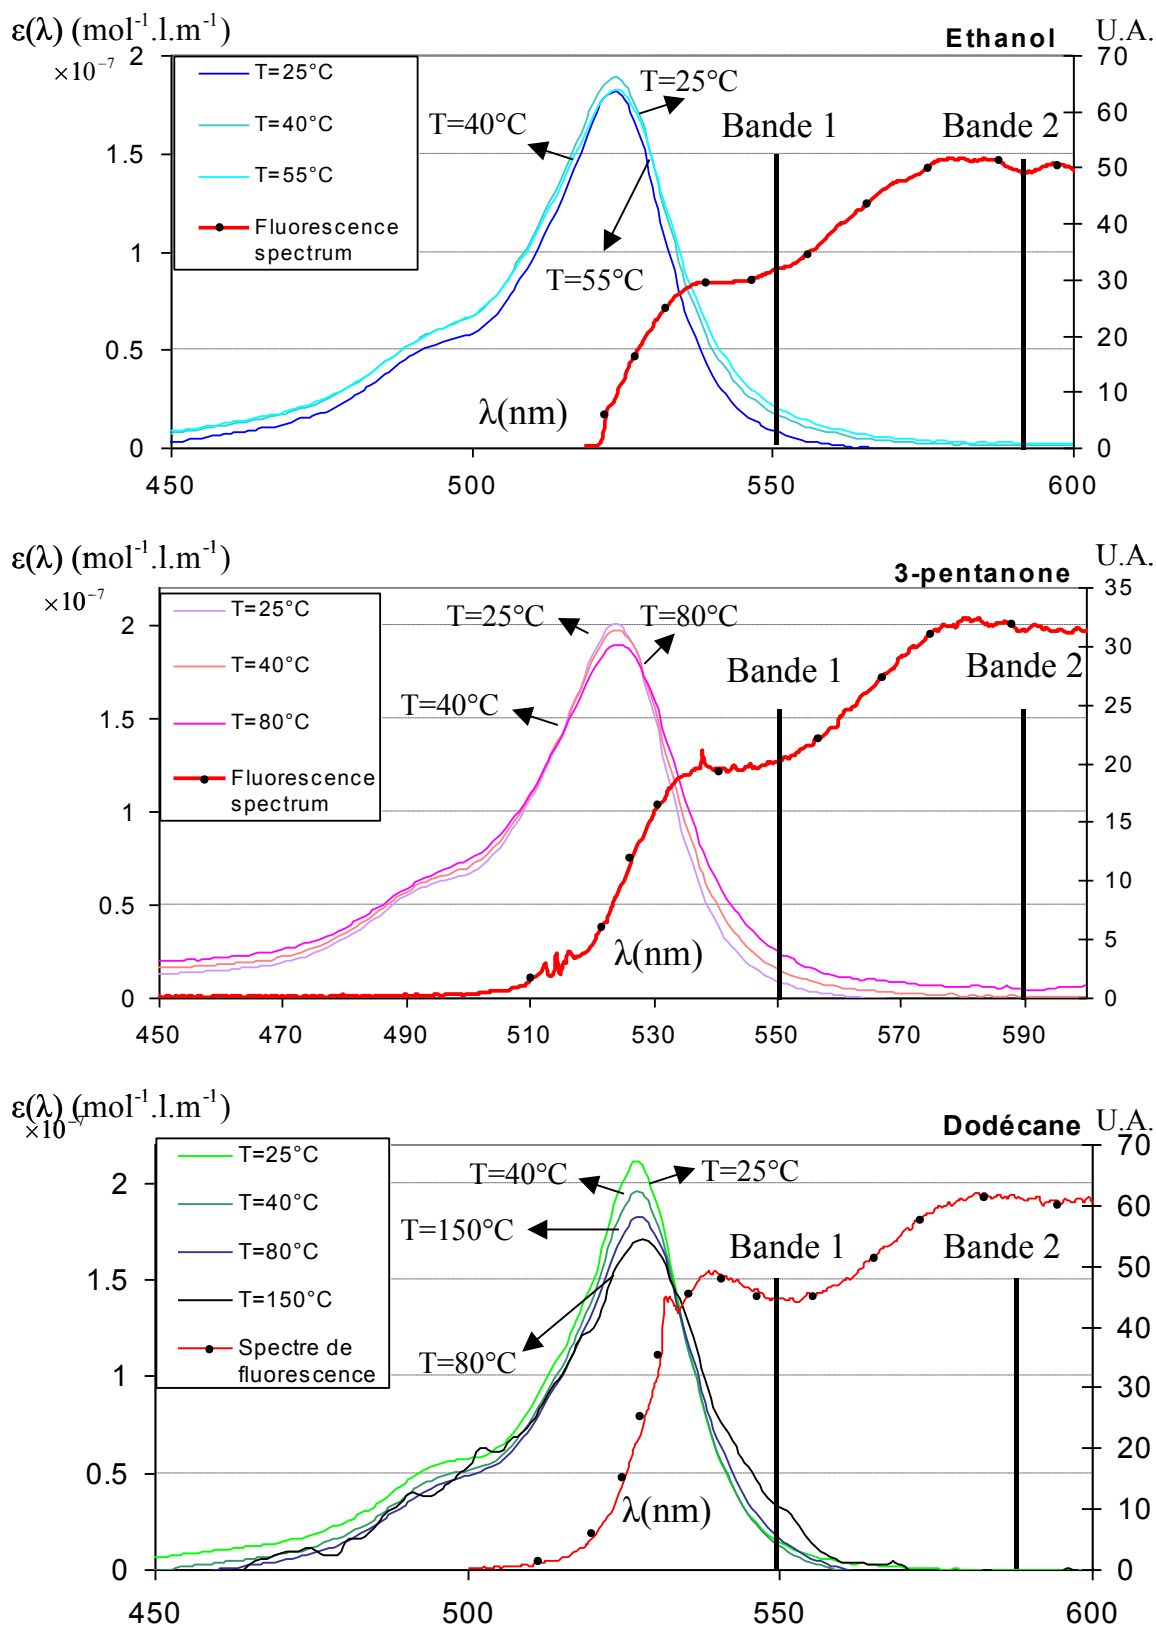 ε(λ) (mol⁻¹.l.m⁻¹)
U.A.
×10⁻⁷
Ethanol
T=25°C
T=40°C
T=55°C
Fluorescence
spectrum
T=25°C
T=40°C
T=55°C
Bande 1
Bande 2
λ(nm)
2
1.5
1
0.5
0
70
60
50
40
30
20
10
0
450 500 550 600
ε(λ) (mol⁻¹.l.m⁻¹)
U.A.
×10⁻⁷
3-pentanone
T=25°C
T=40°C
T=80°C
Fluorescence
spectrum
T=25°C
T=80°C
T=40°C
Bande 1
Bande 2
λ(nm)
2
1.5
1
0.5
0
35
30
25
20
15
10
5
0
450 470 490 510 530 550 570 590
ε(λ) (mol⁻¹.l.m⁻¹)
U.A.
×10⁻⁷
Dodécane
T=25°C
T=40°C
T=80°C
T=150°C
Spectre de
fluorescence
T=40°C
T=25°C
T=150°C
T=80°C
Bande 1
Bande 2
λ(nm)
2
1.5
1
0.5
0
70
60
50
40
30
20
10
0
450 500 550 600